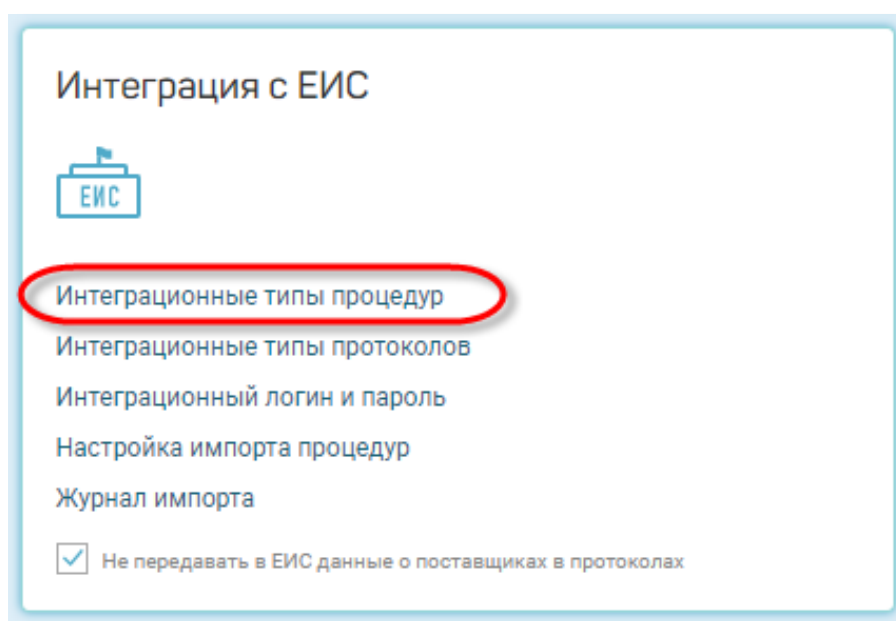 Интеграция с ЕИС
ЕИС
Интеграционные типы процедур
Интеграционные типы протоколов
Интеграционный логин и пароль
Настройка импорта процедур
Журнал импорта
Не передавать в ЕИС данные о поставщиках в протоколах